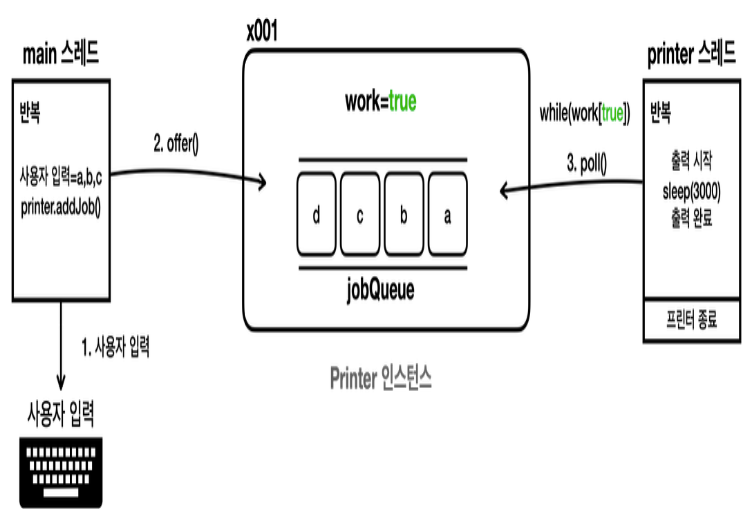 x001
main 스레드
반복
사용자 입력=a,b,c
printer.addJob()
1. 사용자 입력
사용자 입력
2. offer()
work=true
d c b a
jobQueue
Printer 인스턴스
while(work[true])
3. poll()
printer 스레드
반복
출력 시작
sleep(3000)
출력 완료
프린터 종료